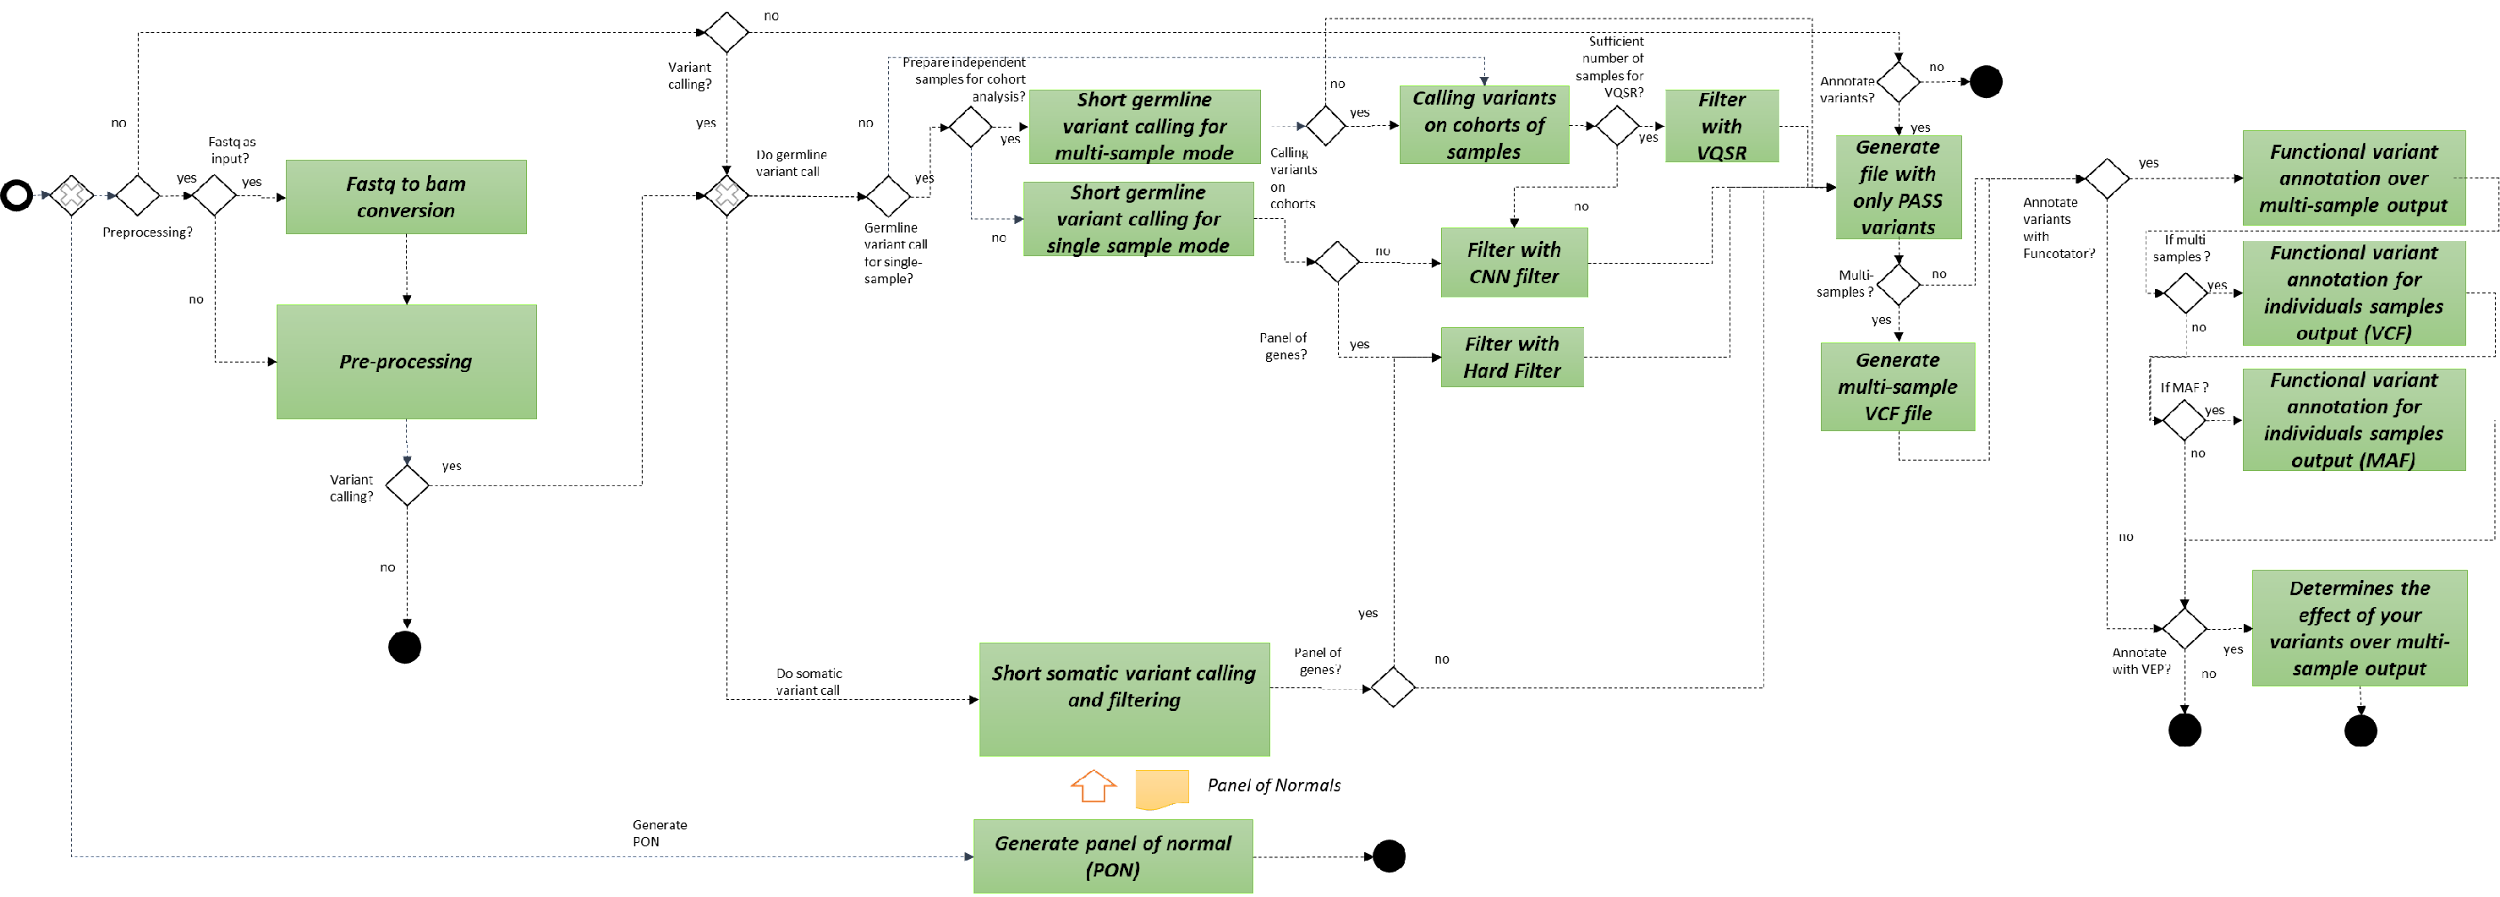 no
Variant
calling?
yes
no
Preprocessing?
yes
Fastq as
input?
yes
no
Fastq to bam
conversion
Pre-processing
Variant
calling?
yes
no
Do germline
variant call
Do somatic
variant call
no
Germline
variant call
for single-
sample?
yes
Prepare independent
samples for cohort
analysis?
yes
no
Short germline
variant calling for
multi-sample mode
Short germline
variant calling for
single sample mode
Calling
variants
on
cohorts
no
yes
Calling variants
on cohorts of
samples
Sufficient
number of
samples for
VQSR?
yes
no
Filter
with
VQSR
no
Panel of
genes?
yes
Filter with
CNN filter
Filter with
Hard Filter
Short somatic variant calling
and filtering
Panel of
genes?
yes
no
Panel of Normals
Generate
PON
Generate panel of normal
(PON)
Annotate
variants?
no
yes
Generate
file with
only PASS
variants
Multi-
samples ?
no
yes
Generate
multi-sample
VCF file
Annotate
variants
with
Funcotator?
yes
no
Functional variant
annotation over
multi-sample output
If multi
samples ?
yes
no
Functional variant
annotation for
individuals samples
output (VCF)
If MAF ?
yes
no
Functional variant
annotation for
individuals samples
output (MAF)
Annotate
with VEP?
yes
no
Determines the
effect of your
variants over multi-
sample output